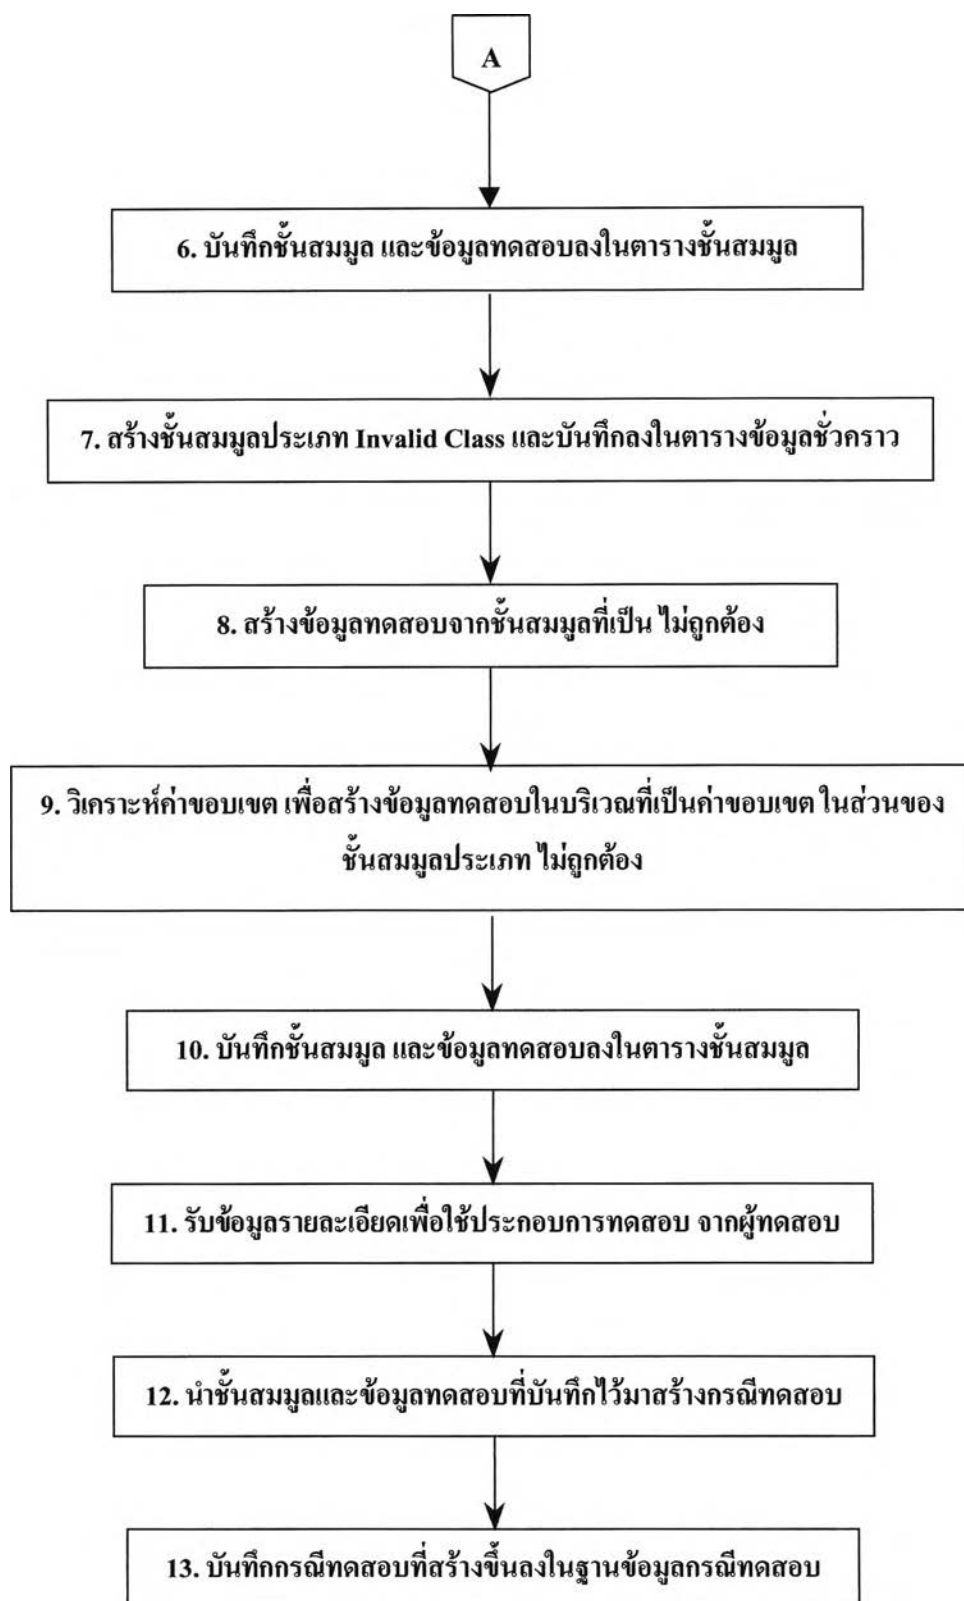 A
6. บันทึกชั้นสมมูล และข้อมูลทดสอบลงในตารางชั้นสมมูล
7. สร้างชั้นสมมูลประเภท Invalid Class และบันทึกลงในตารางข้อมูลชั่วคราว
8. สร้างข้อมูลทดสอบจากชั้นสมมูลที่เป็น ไม่ถูกต้อง
9. วิเคราะห์ค่าขอบเขต เพื่อสร้างข้อมูลทดสอบในบริเวณที่เป็นค่าขอบเขต ในส่วนของ
ชั้นสมมูลประเภท ไม่ถูกต้อง
10. บันทึกชั้นสมมูล และข้อมูลทดสอบลงในตารางชั้นสมมูล
11. รับข้อมูลรายละเอียดเพื่อใช้ประกอบการทดสอบ จากผู้ทดสอบ
12. นำชั้นสมมูลและข้อมูลทดสอบที่บันทึกไว้มาสร้างกรณีทดสอบ
13. บันทึกกรณีทดสอบที่สร้างขึ้นลงในฐานข้อมูลกรณีทดสอบ